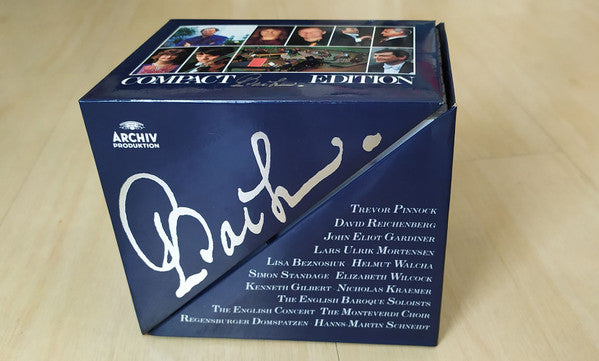 COMPACT Bach. EDITION
ARCHIV
PRODUKTION
Bach.
TREVOR PINNOCK
DAVID REICHENBERG
JOHN ELIOT GARDINER
LARS ULRIK MORTENSEN
LISA BEZNOSIUK HELMUT WALCHA
SIMON STANDAGE ELIZABETH WILCOCK
KENNETH GILBERT NICHOLAS KRAEMER
THE ENGLISH BAROQUE SOLOISTS
THE ENGLISH CONCERT THE MONTEVERDI CHOIR
REGENSBURGER DOMSPATZEN HANNS-MARTIN SCHNEIDT